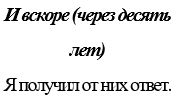 И вскоре (через десять
лет)
Я получил от них ответ.